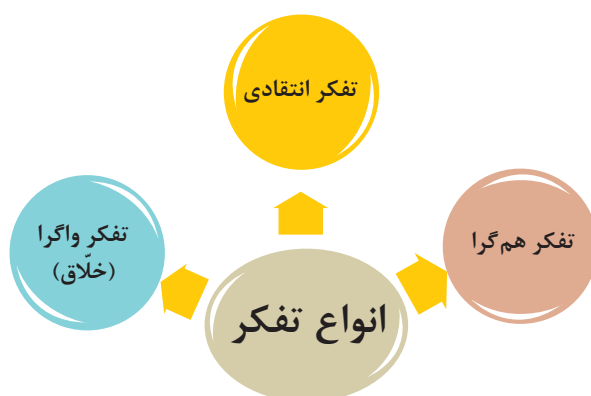 تفکر انتقادی
تفکر هم‌گرا
تفکر واگرا
(خلّاق)
انواع تفکر